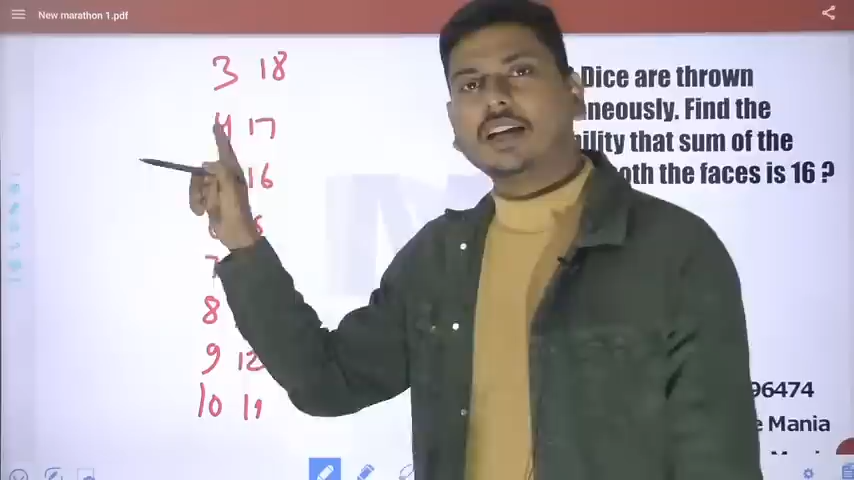 New marathon 1.pdf
3 18
4 17
16
7
8
9 12
10 11
Dice are thrown
neously. Find the
ility that sum of the
oth the faces is 16 ?
96474
e Mania